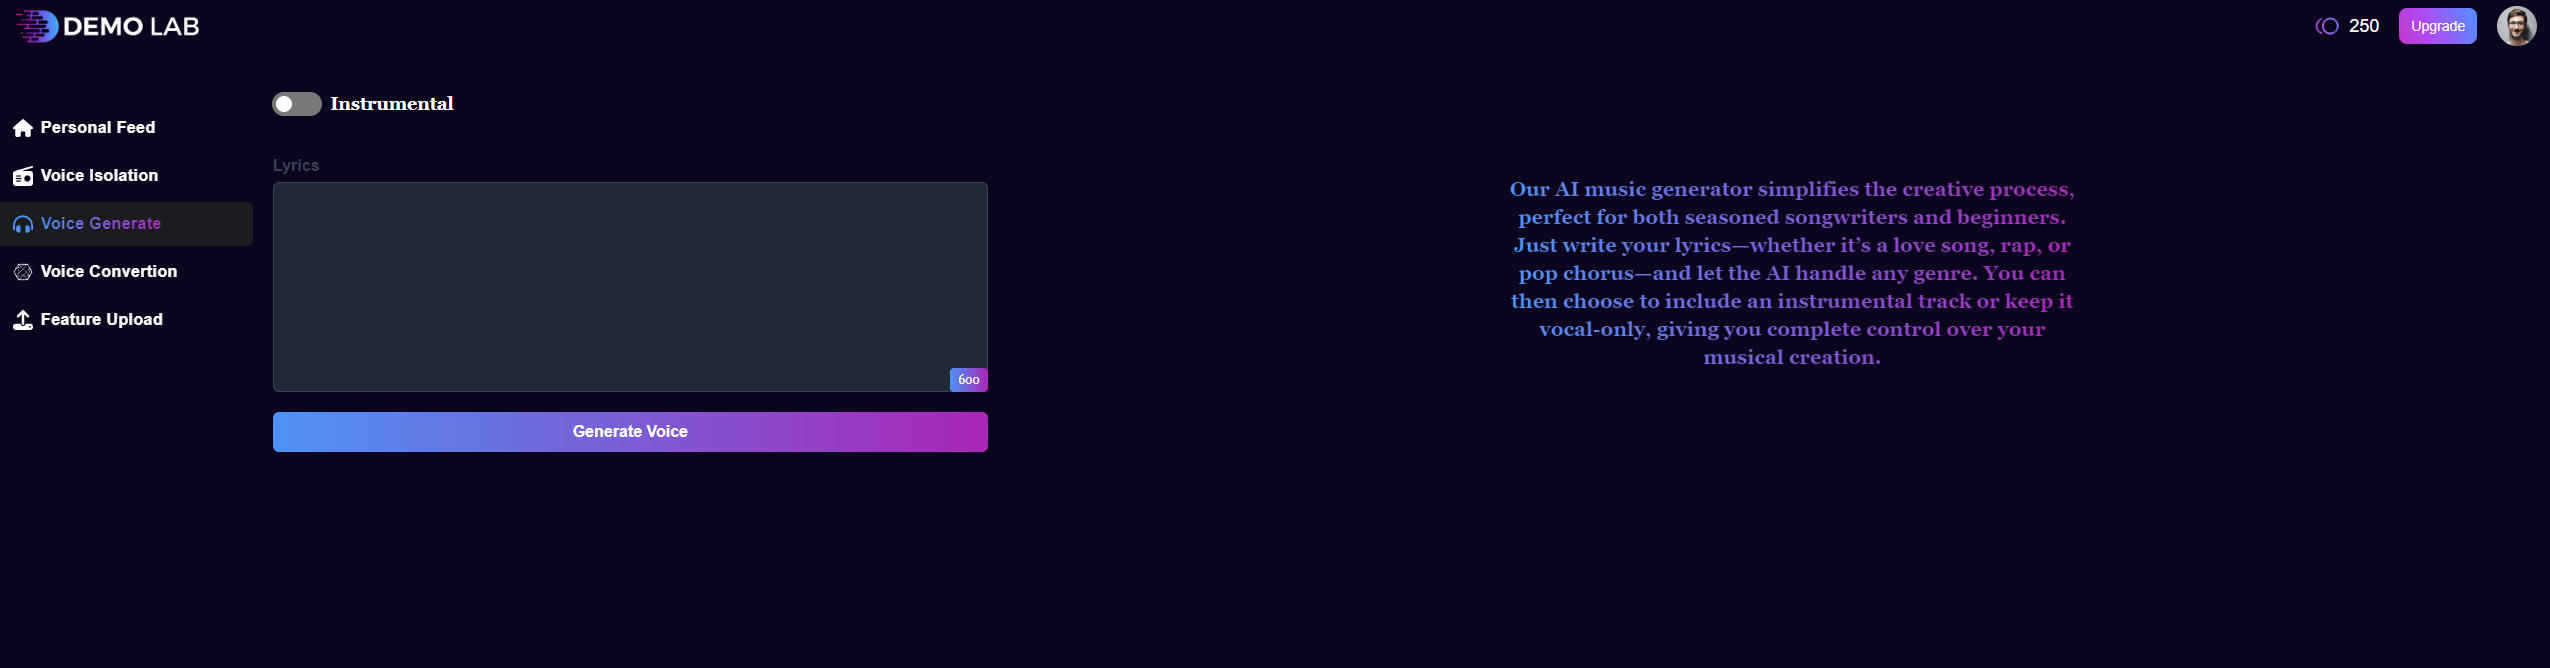 DEMO LAB
250
Upgrade
Personal Feed
Voice Isolation
Voice Generate
Voice Convertion
Feature Upload
Instrumental
Lyrics
600
Generate Voice
Our AI music generator simplifies the creative process,
perfect for both seasoned songwriters and beginners.
Just write your lyrics—whether it’s a love song, rap, or
pop chorus—and let the AI handle any genre. You can
then choose to include an instrumental track or keep it
vocal-only, giving you complete control over your
musical creation.